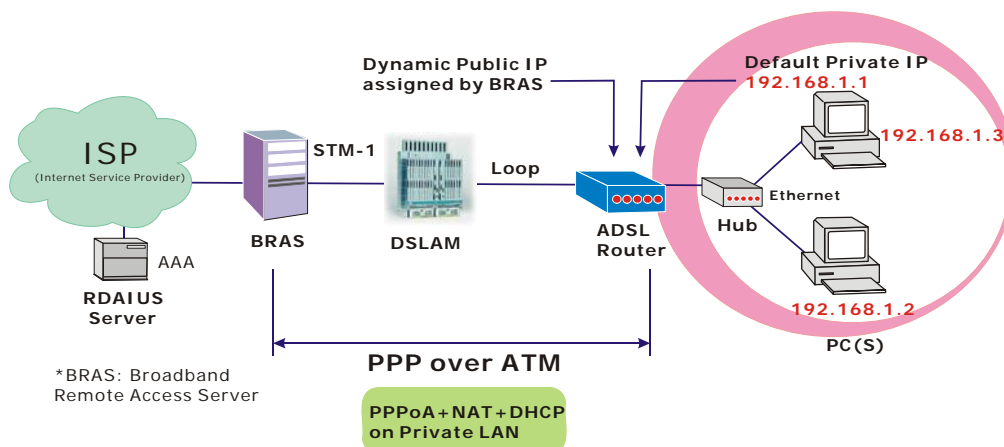 Dynamic Public IP
assigned by BRAS
Default Private IP
192.168.1.1
192.168.1.3
ISP
(Internet Service Provider)
STM-1
Loop
Ethernet
Hub
BRAS
DSLAM
ADSL
Router
AAA
RDAIUS
Server
192.168.1.2
PC(S)
PPP over ATM
*BRAS: Broadband
Remote Access Server
PPPoA+NAT+DHCP
on Private LAN